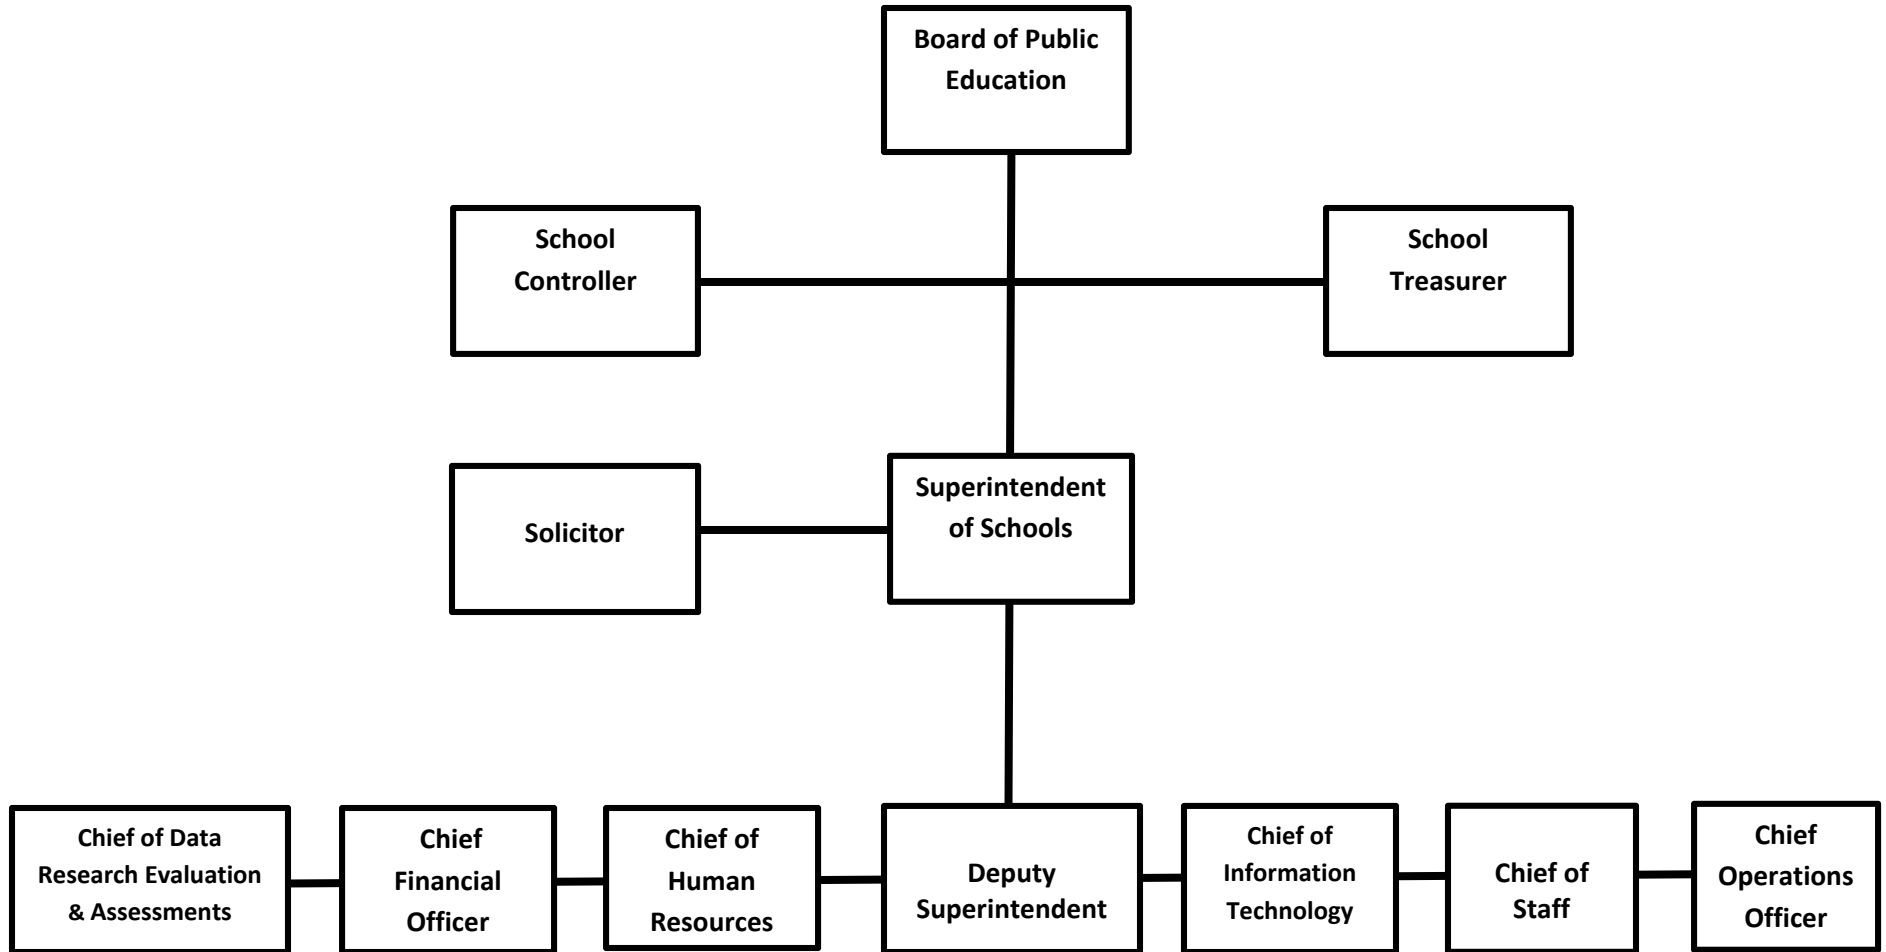 Board of Public
Education
School
Controller
School
Treasurer
Solicitor
Superintendent
of Schools
Chief of Data
Research Evaluation
& Assessments
Chief
Financial
Officer
Chief of
Human
Resources
Deputy
Superintendent
Chief of
Information
Technology
Chief of
Staff
Chief
Operations
Officer